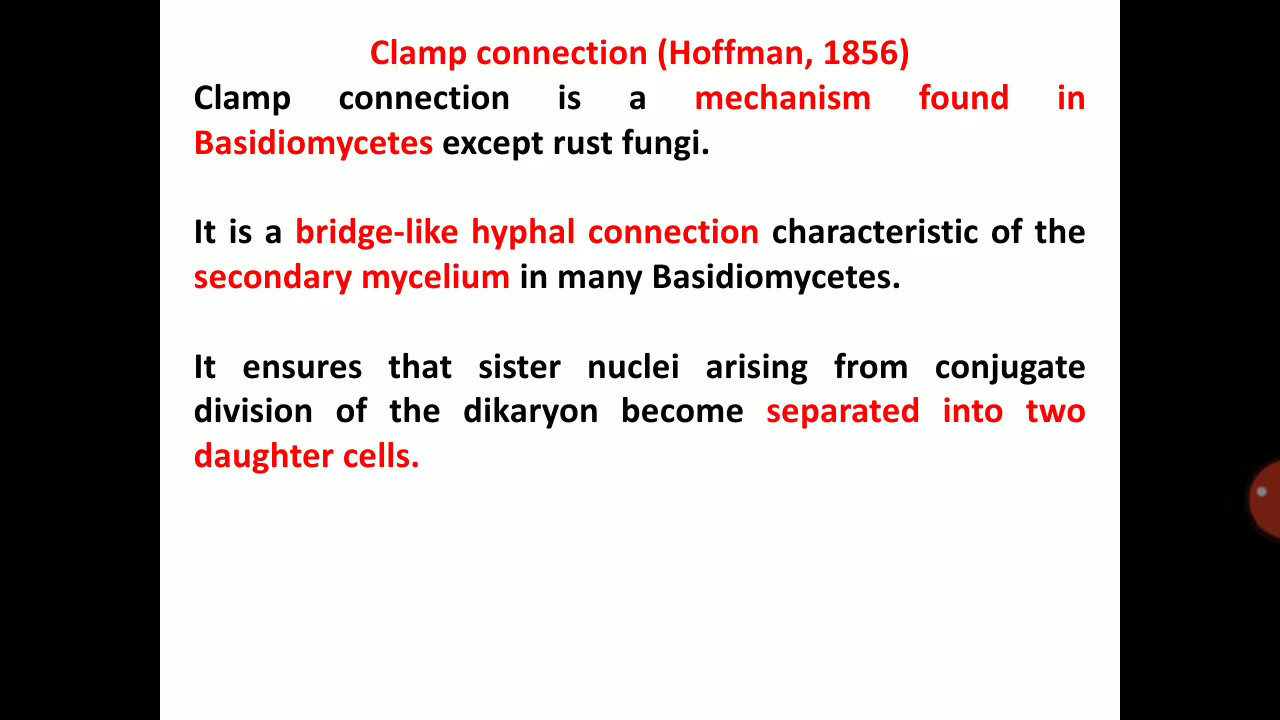 Clamp connection (Hoffman, 1856)
Clamp connection is a mechanism found in
Basidiomycetes except rust fungi.
It is a bridge-like hyphal connection characteristic of the
secondary mycelium in many Basidiomycetes.
It ensures that sister nuclei arising from conjugate
division of the dikaryon become separated into two
daughter cells.